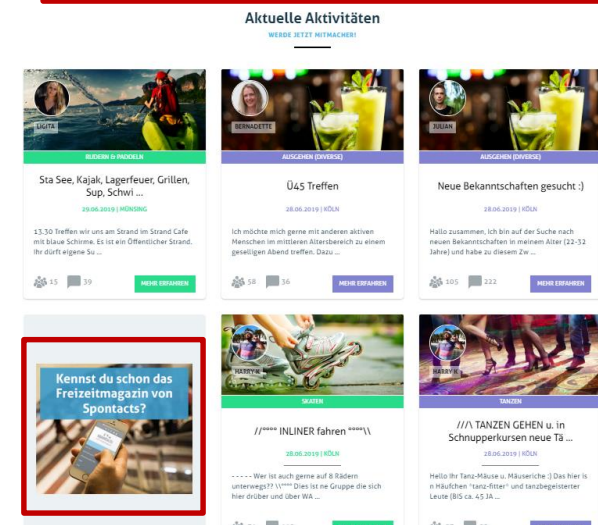 Aktuelle Aktivitäten
WERDE JETZT MITMACHER!
LIGITA
RUDERN & PADDELN
Sta See, Kajak, Lagerfeuer, Grillen,
Sup, Schwi ...
29.06.2019 | MÜNSING
13.30 Treffen wir uns am Strand im Strand Cafe
mit blaue Schirme. Es ist ein Öffentlicher Strand.
Ihr dürft eigene Su ...
15 39
MEHR ERFAHREN
BERNADETTE
AUSGEHEN (DIVERSE)
Ü45 Treffen
28.06.2019 | KÖLN
Ich möchte mich gerne mit anderen aktiven
Menschen im mittleren Altersbereich zu einem
geselligen Abend treffen. Dazu ...
58 36
MEHR ERFAHREN
JULIAN
AUSGEHEN (DIVERSE)
Neue Bekanntschaften gesucht :)
28.06.2019 | KÖLN
Hallo zusammen, ich bin auf der Suche nach
neuen Bekanntschaften in meinem Alter (22-32
Jahre) und habe zu diesem Zw ...
105 222
MEHR ERFAHREN
Kennst du schon das
Freizeitmagazin von
Spontacts?
HARRY K.
SKATEN
//°°°° INLINER fahren °°°°\\
28.06.2019 | KÖLN
- - - - - Wer ist auch gerne auf 8 Rädern
unterwegs?? \\°°°° Dies ist ne Gruppe die sich
hier drüber und über WA ...
HARRY K.
TANZEN
///\ TANZEN GEHEN u. in
Schnupperkursen neue Tä ...
28.06.2019 | KÖLN
Hello Ihr Tanz-Mäuse u. Mäuseriche :) Das hier is
n Häufchen "tanz-fitter" und tanzbegeisterter
Leute (BiS ca. 45 JA ...